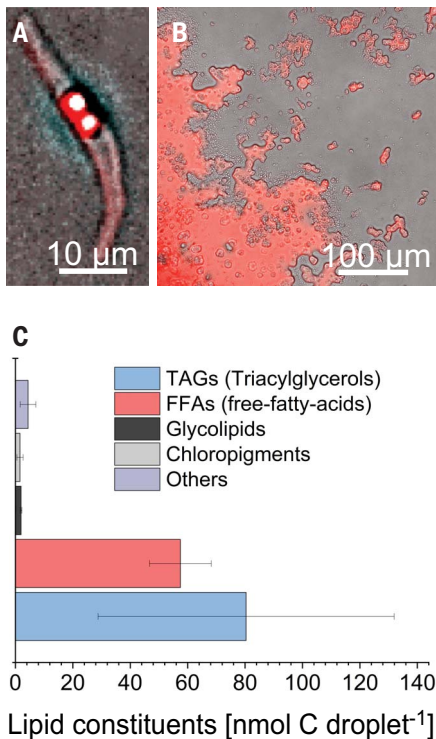 A
B
10 µm
100 µm
C
TAGs (Triacylglycerols)
FFAs (free-fatty-acids)
Glycolipids
Chloropigments
Others
0 20 40 60 80 100 120 140
Lipid constituents [nmol C droplet⁻¹]